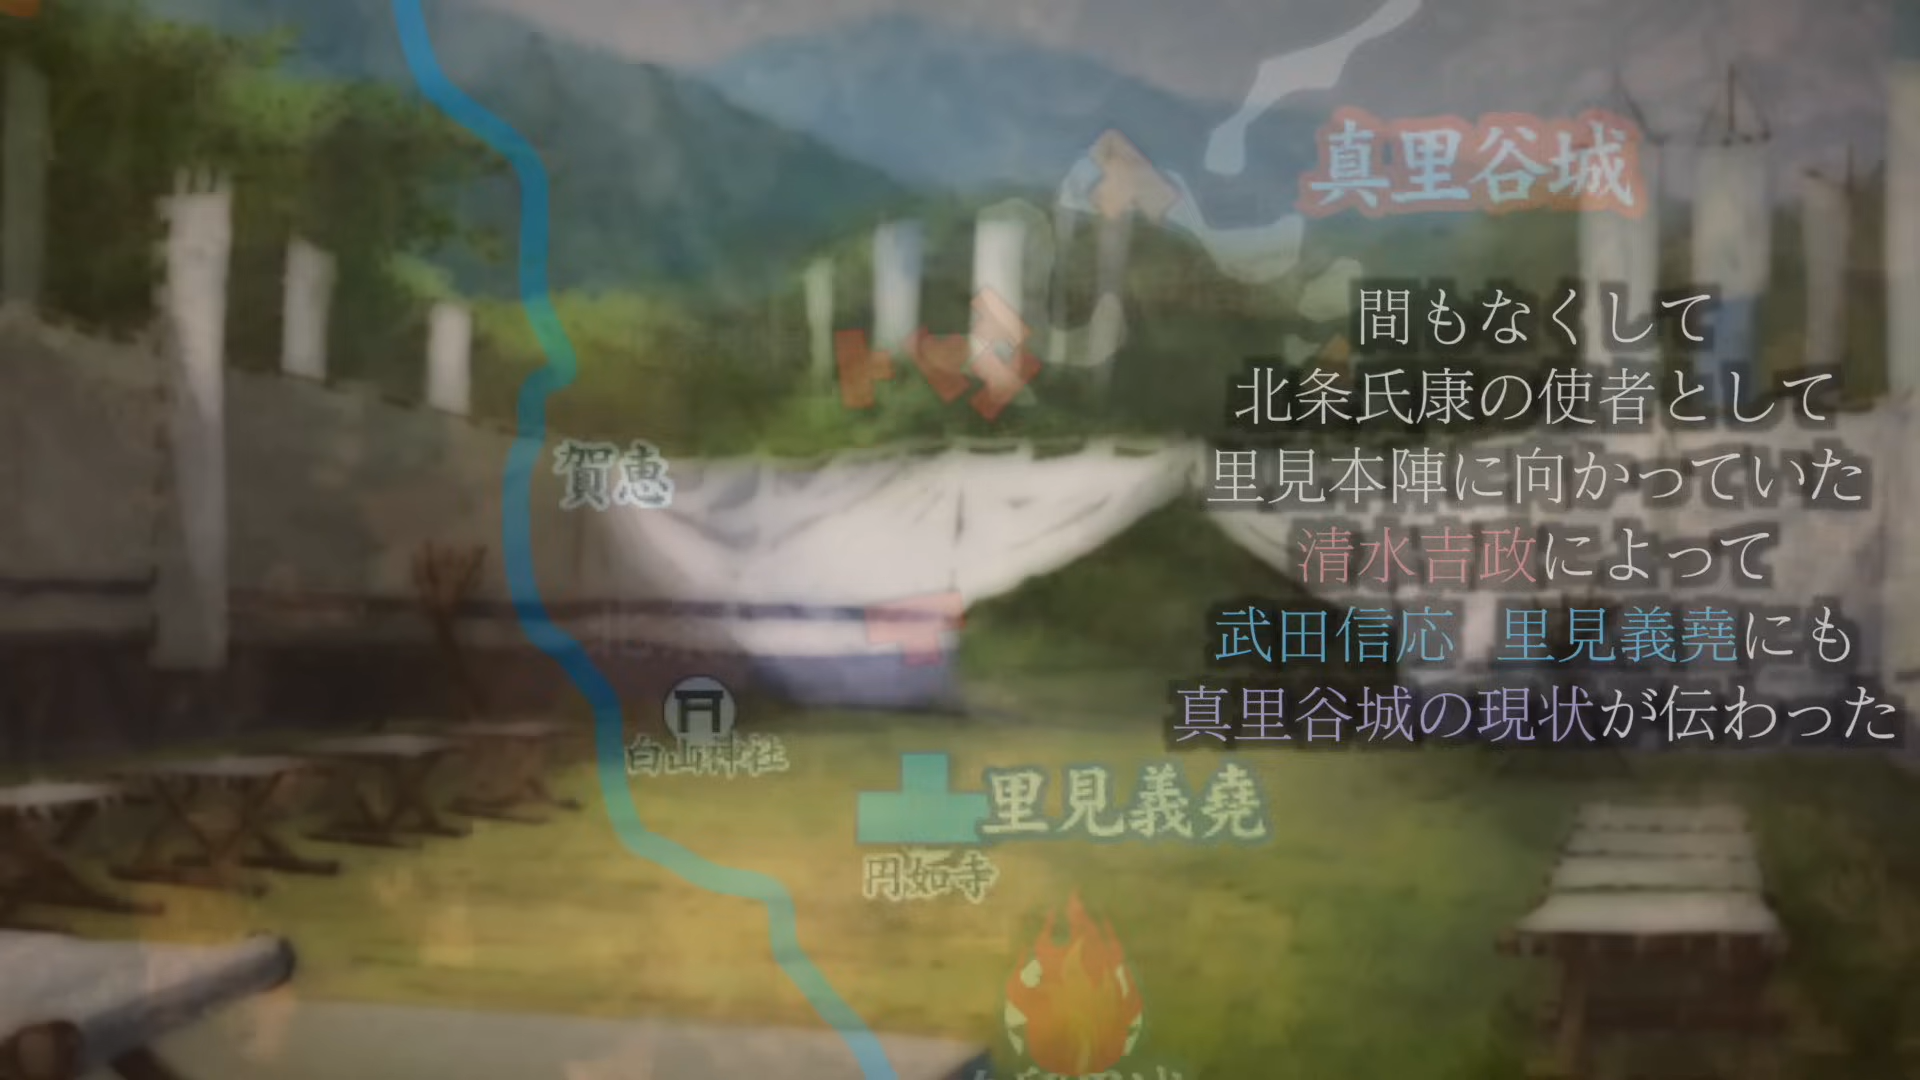 真里谷城
間もなくして
北条氏康の使者として
里見本陣に向かっていた
清水吉政によって
武田信応 里見義堯にも
真里谷城の現状が伝わった
賀恵
白山神社
里見義堯
円如寺